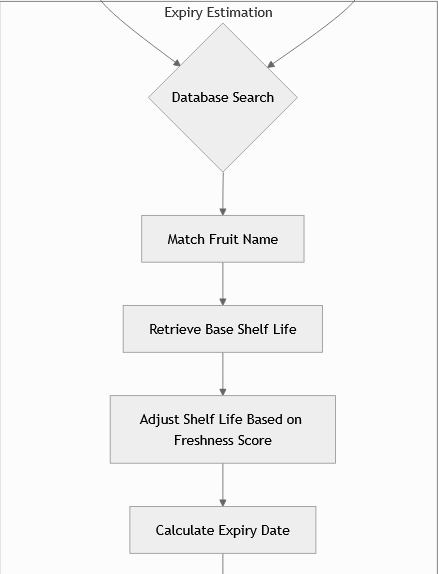 Expiry Estimation
Database Search
Match Fruit Name
Retrieve Base Shelf Life
Adjust Shelf Life Based on
Freshness Score
Calculate Expiry Date